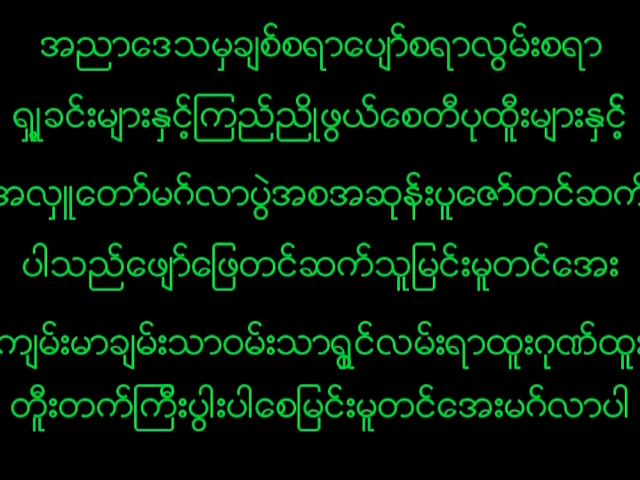 အညာဒေသမှချစ်စရာပျော်စရာလွမ်းစရာ
ရှု့ခင်းများနှင့်ကြည်ညိုဖွယ်စေတီပုထိူးများနှင့်
အလှူတော်မင်္ဂလာပွဲအစအဆုန်းပူဇော်တင်ဆက်
ပါသည်ဖျော်ဖြေတင်ဆက်သူမြင်းမူတင်အေး
ကျမ်းမာချမ်းသာဝမ်းသာရွှင်လမ်းရာထူးဂုဏ်ထူး
တိူးတက်ကြီးပွါးပါစေမြင်းမူတင်အေးမင်္ဂလာပါ